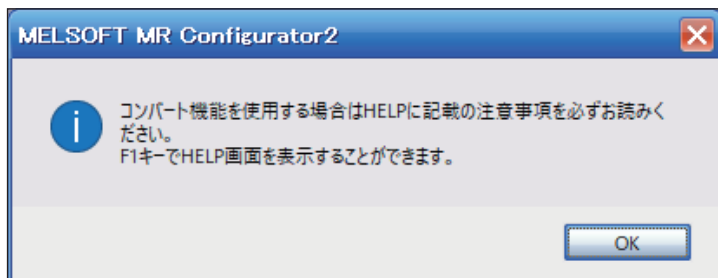 MELSOFT MR Configurator2
コンバート機能を使用する場合はHELPに記載の注意事項を必ずお読みく
ださい。
F1キーでHELP画面を表示することができます。
OK